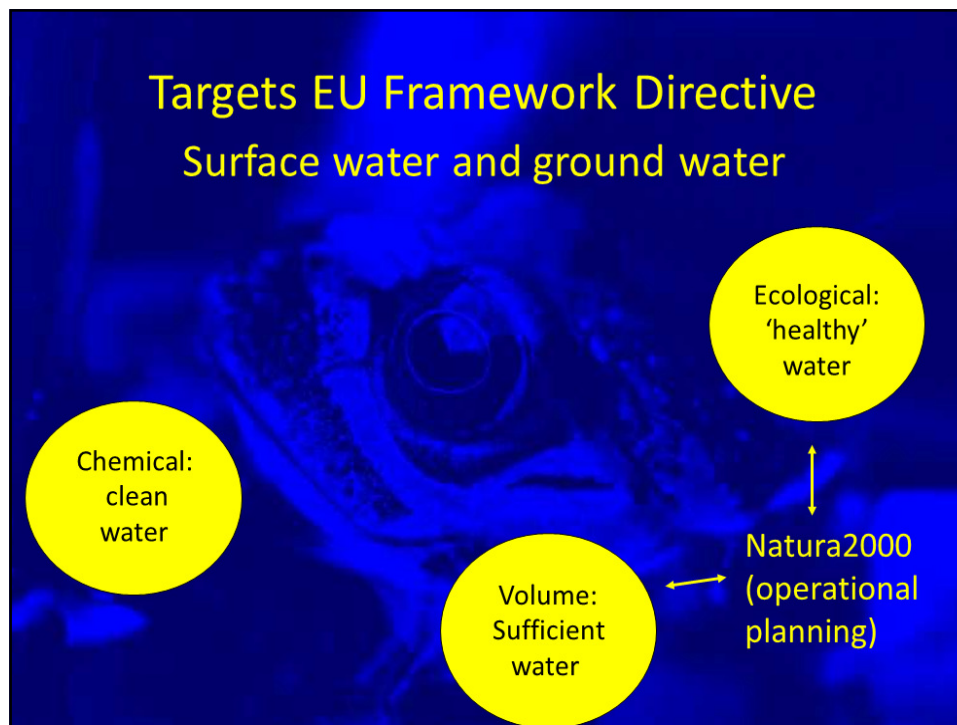 Targets EU Framework Directive
Surface water and ground water
Ecological:
‘healthy’
water
Chemical:
clean
water
Natura2000
(operational
planning)
Volume:
Sufficient
water